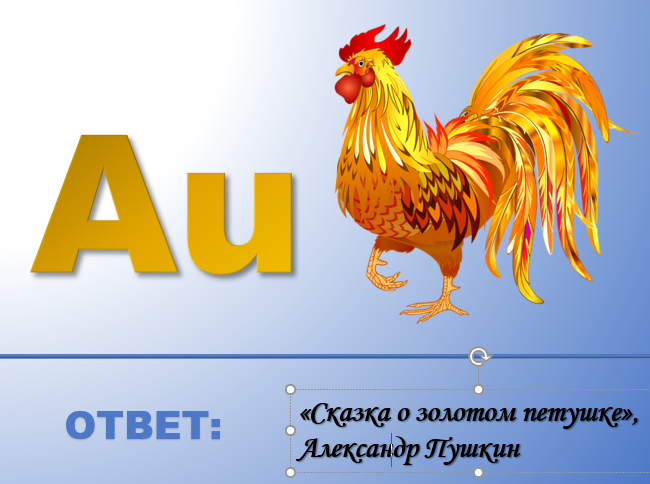 Au
ОТВЕТ:
«Сказка о золотом петушке»,
Александр Пушкин